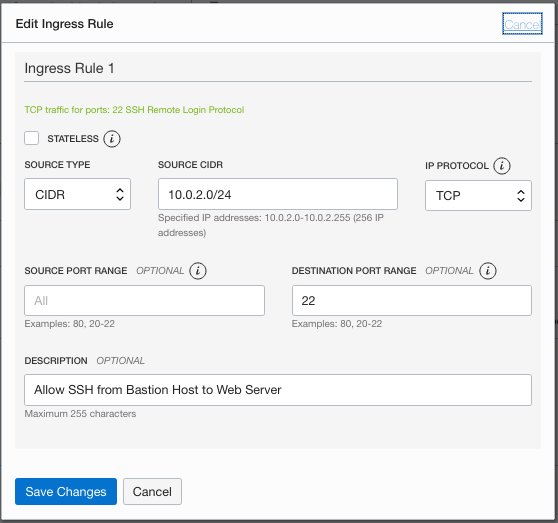 Edit Ingress Rule
Cancel
Ingress Rule 1
TCP traffic for ports: 22 SSH Remote Login Protocol
STATELESS i
SOURCE TYPE
SOURCE CIDR
IP PROTOCOL i
CIDR
10.0.2.0/24
TCP
Specified IP addresses: 10.0.2.0-10.0.2.255 (256 IP
addresses)
SOURCE PORT RANGE OPTIONAL i
DESTINATION PORT RANGE OPTIONAL i
All
22
Examples: 80, 20-22
Examples: 80, 20-22
DESCRIPTION OPTIONAL
Allow SSH from Bastion Host to Web Server
Maximum 255 characters
Save Changes
Cancel